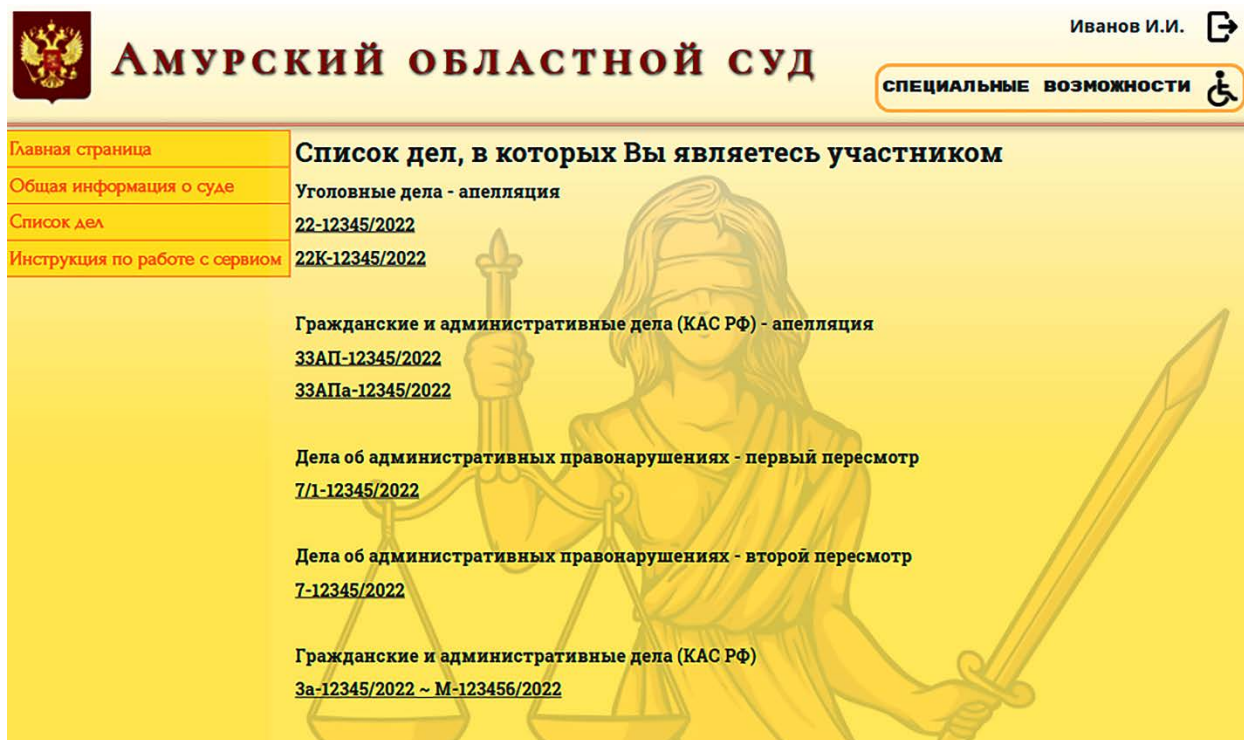 Иванов И.И.
Амурский областной суд
СПЕЦИАЛЬНЫЕ ВОЗМОЖНОСТИ
Главная страница
Общая информация о суде
Список дел
Инструкция по работе с сервиом
Список дел, в которых Вы являетесь участником
Уголовные дела - апелляция
22-12345/2022
22К-12345/2022
Гражданские и административные дела (КАС РФ) - апелляция
33АП-12345/2022
33АПа-12345/2022
Дела об административных правонарушениях - первый пересмотр
7/1-12345/2022
Дела об административных правонарушениях - второй пересмотр
7-12345/2022
Гражданские и административные дела (КАС РФ)
3а-12345/2022 ~ М-123456/2022